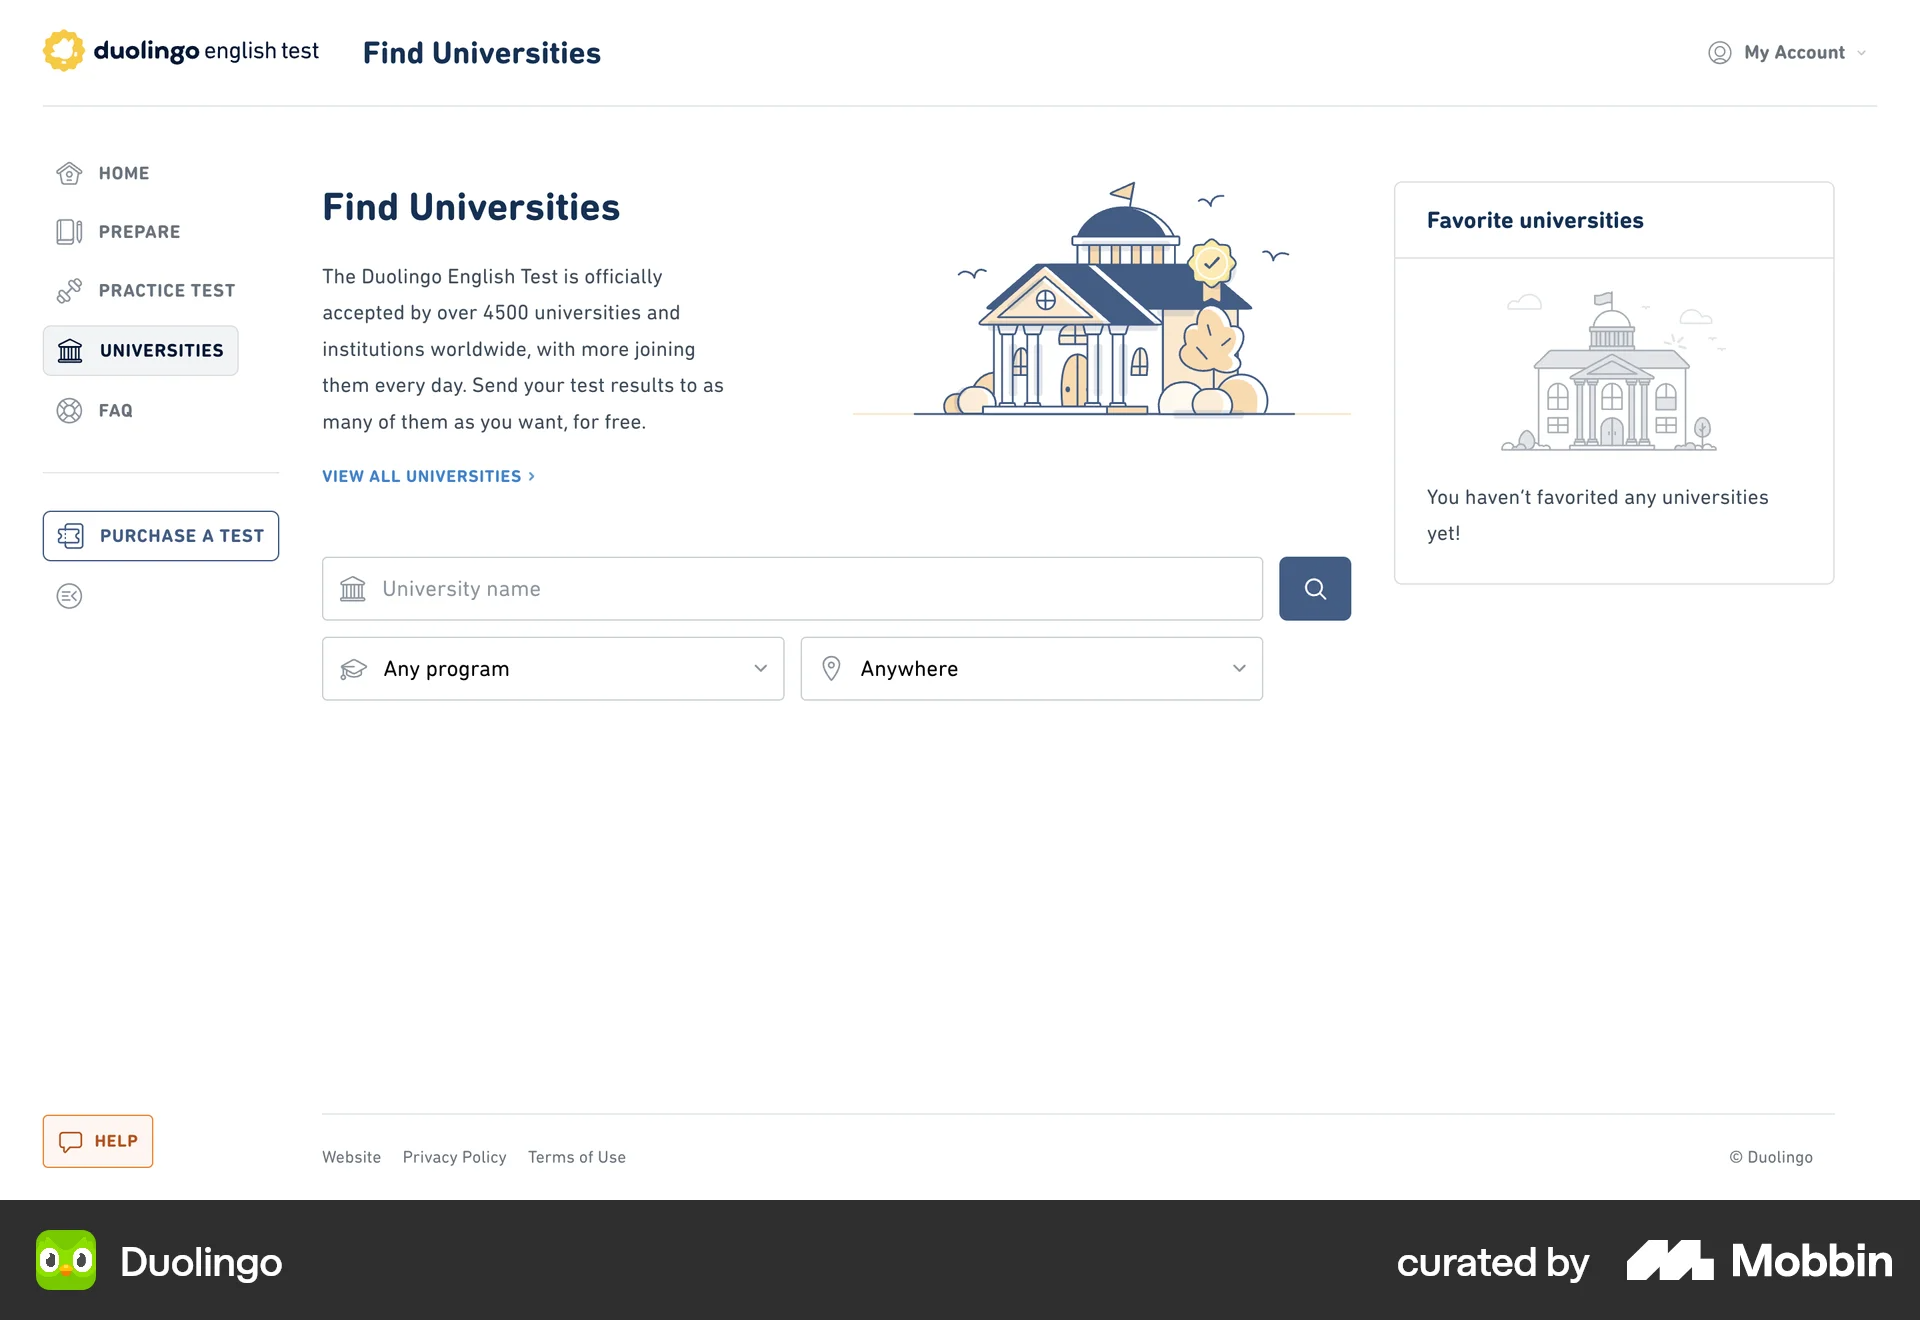 duolingo english test
Find Universities
My Account
HOME
PREPARE
PRACTICE TEST
UNIVERSITIES
FAQ
PURCHASE A TEST
Find Universities
The Duolingo English Test is officially
accepted by over 4500 universities and
institutions worldwide, with more joining
them every day. Send your test results to as
many of them as you want, for free.
VIEW ALL UNIVERSITIES >
University name
Any program
Anywhere
Favorite universities
You haven't favorited any universities
yet!
HELP
Website
Privacy Policy
Terms of Use
© Duolingo
Duolingo
curated by
Mobbin